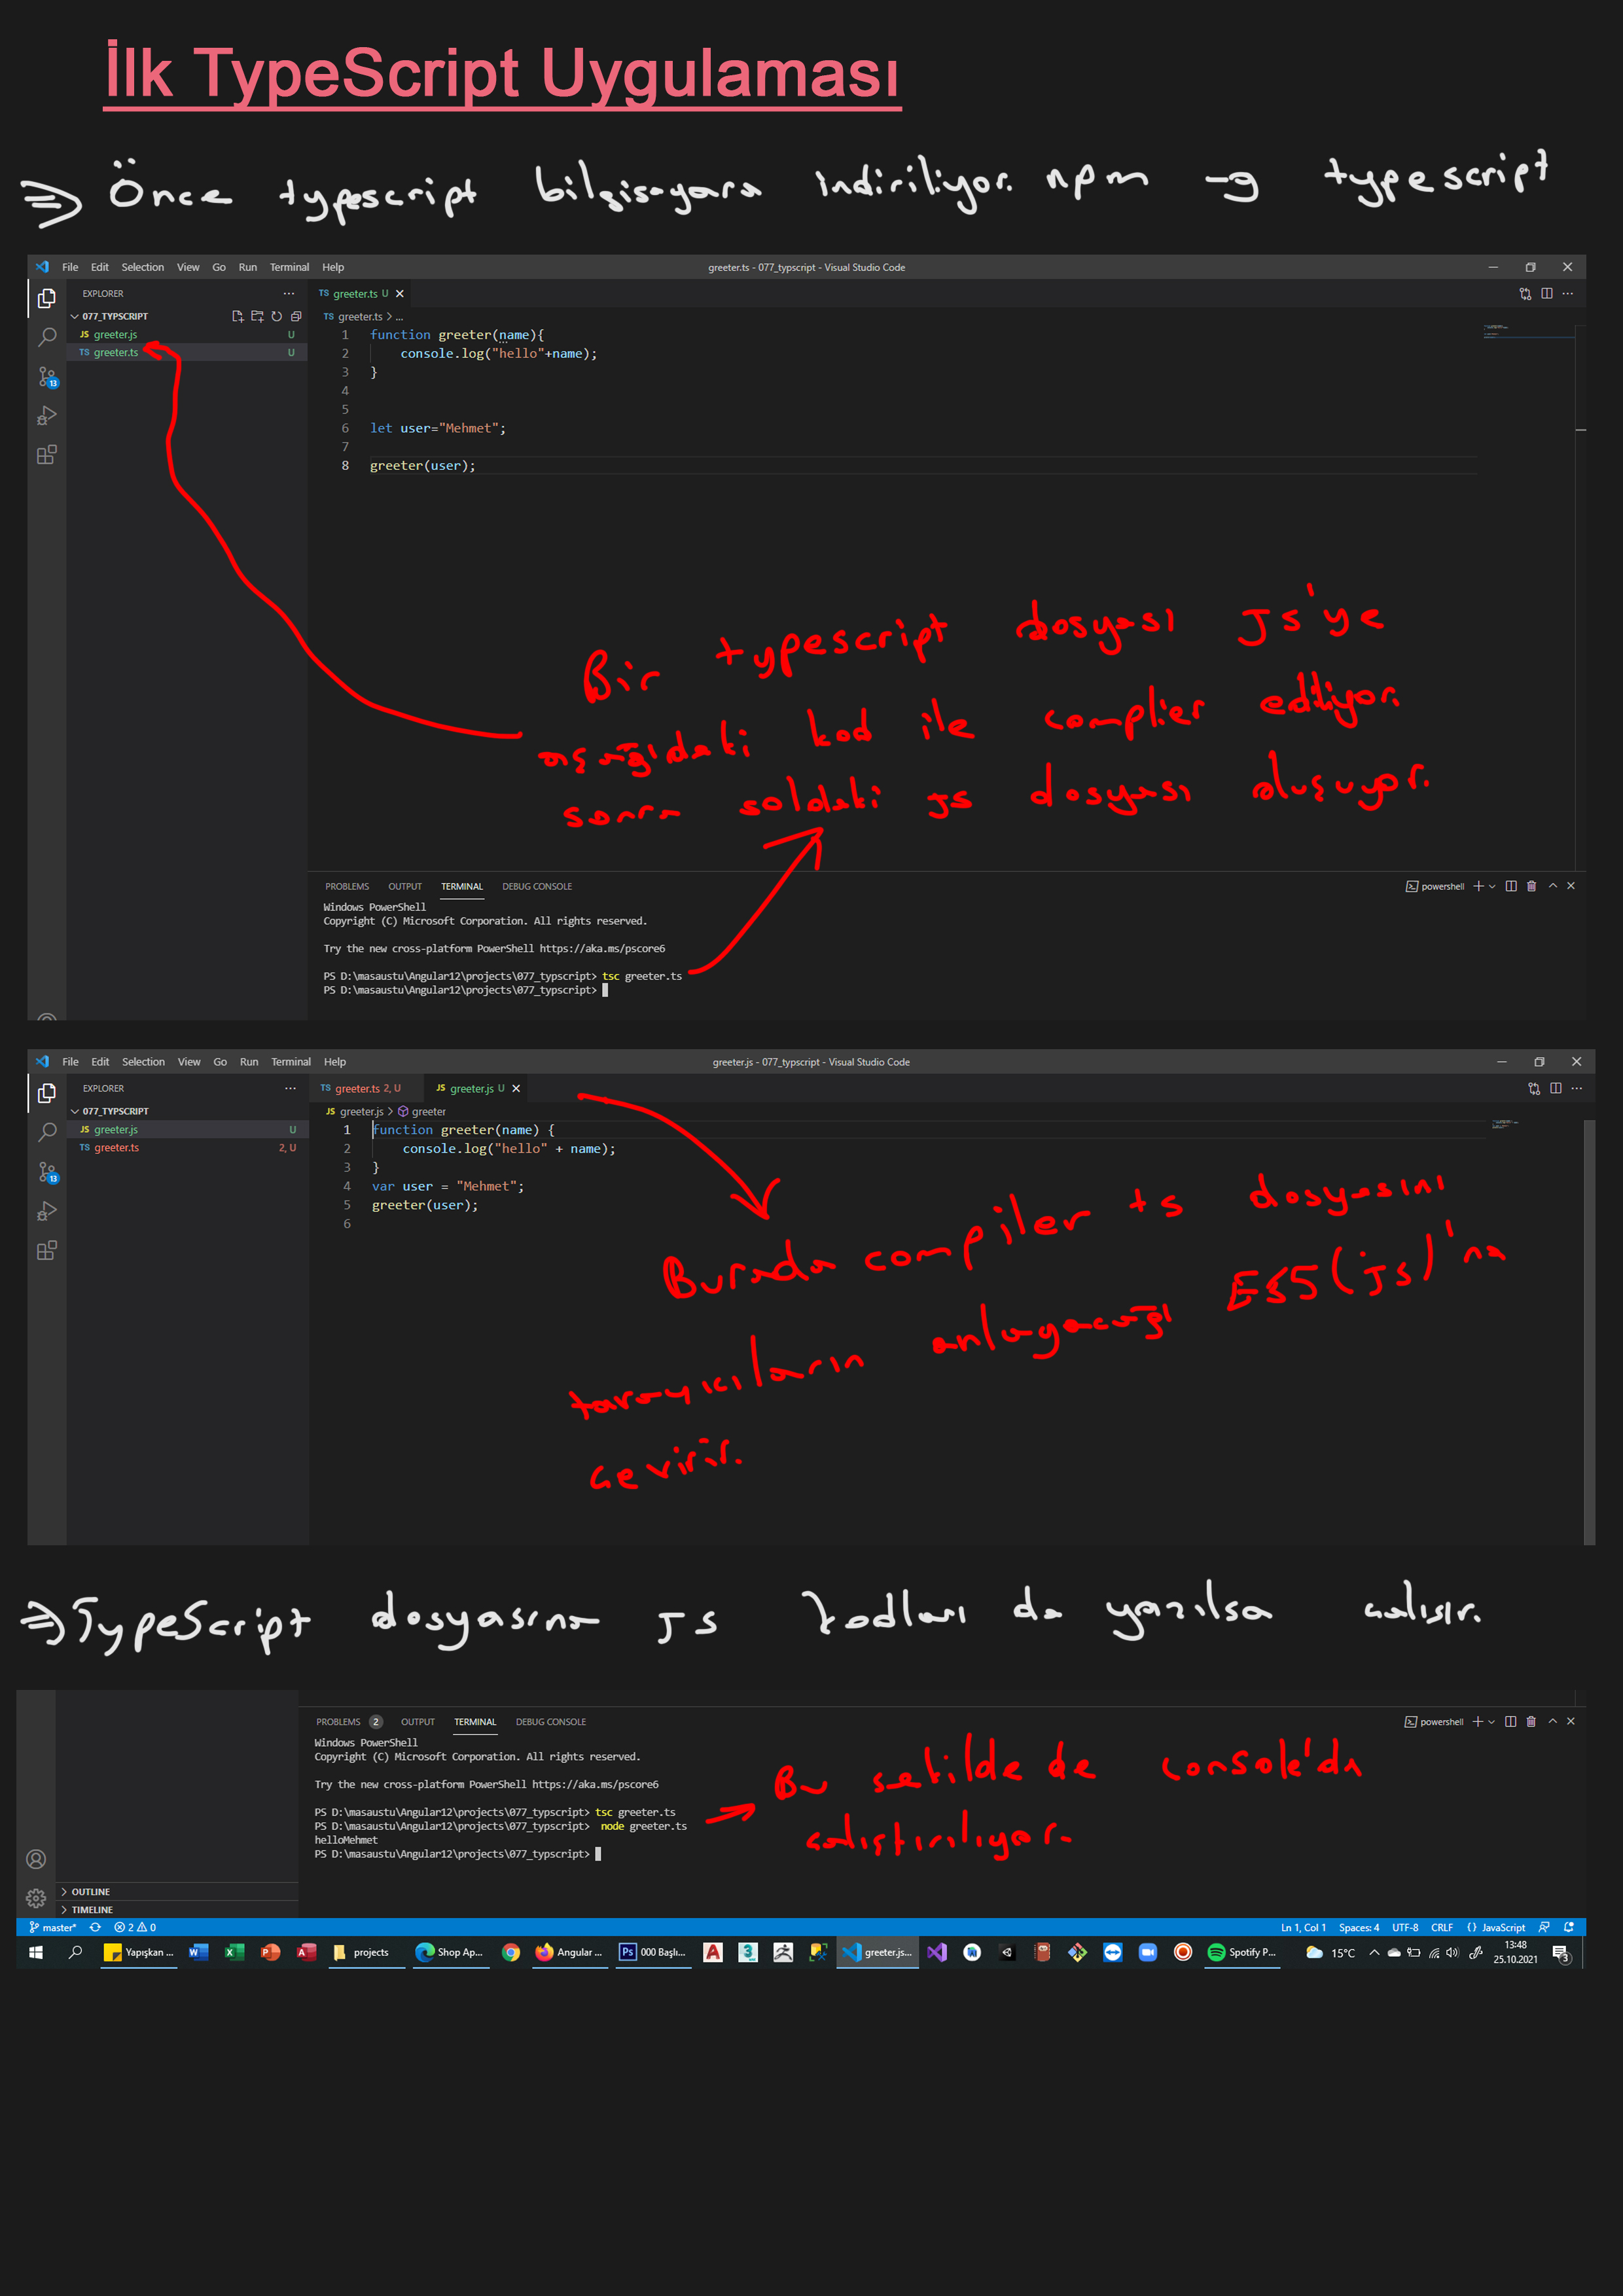 İlk TypeScript Uygulaması
⇒ Önce typescript bilgisayara indiriliyor. npm -g typescript
File Edit Selection View Go Run Terminal Help
greeter.ts - 077_typscript - Visual Studio Code
EXPLORER
TS greeter.ts U
077_TYPSCRIPT
TS greeter.ts > ...
JS greeter.js U
TS greeter.ts U
13
1 function greeter(name){
2 console.log("hello"+name);
3 }
4
5
6 let user="Mehmet";
7
8 greeter(user);
Bir typescript dosyası Js'ye
aşağıdaki kod ile complier ediliyor.
sonra soldaki js dosyası oluşuyor.
PROBLEMS OUTPUT TERMINAL DEBUG CONSOLE
powershell
Windows PowerShell
Copyright (C) Microsoft Corporation. All rights reserved.
Try the new cross-platform PowerShell https://aka.ms/pscore6
PS D:\masaustu\Angular12\projects\077_typscript> tsc greeter.ts
PS D:\masaustu\Angular12\projects\077_typscript>
File Edit Selection View Go Run Terminal Help
greeter.js - 077_typscript - Visual Studio Code
EXPLORER
TS greeter.ts 2, U
JS greeter.js U
077_TYPSCRIPT
JS greeter.js > greeter
JS greeter.js U
TS greeter.ts 2, U
13
1 function greeter(name) {
2 console.log("hello" + name);
3 }
4 var user = "Mehmet";
5 greeter(user);
6
Burada compiler ts dosyasını
tarayıcıların anlayacağı ES5(js)'na
çevirir.
⇒ TypeScript dosyasına JS kodları da yazılsa çalışır.
PROBLEMS 2 OUTPUT TERMINAL DEBUG CONSOLE
powershell
Windows PowerShell
Copyright (C) Microsoft Corporation. All rights reserved.
Try the new cross-platform PowerShell https://aka.ms/pscore6
PS D:\masaustu\Angular12\projects\077_typscript> tsc greeter.ts
PS D:\masaustu\Angular12\projects\077_typscript> node greeter.ts
helloMehmet
PS D:\masaustu\Angular12\projects\077_typscript>
Bu şekilde de console'da
çalıştırılıyor.
OUTLINE
TIMELINE
master* 2 0
Ln 1, Col 1 Spaces: 4 UTF-8 CRLF {} JavaScript
Yapışkan ... projects Shop Ap... Angular ... Ps 000 Başlı... greeter.js... Spotify P... 15°C
13:48
25.10.2021
3